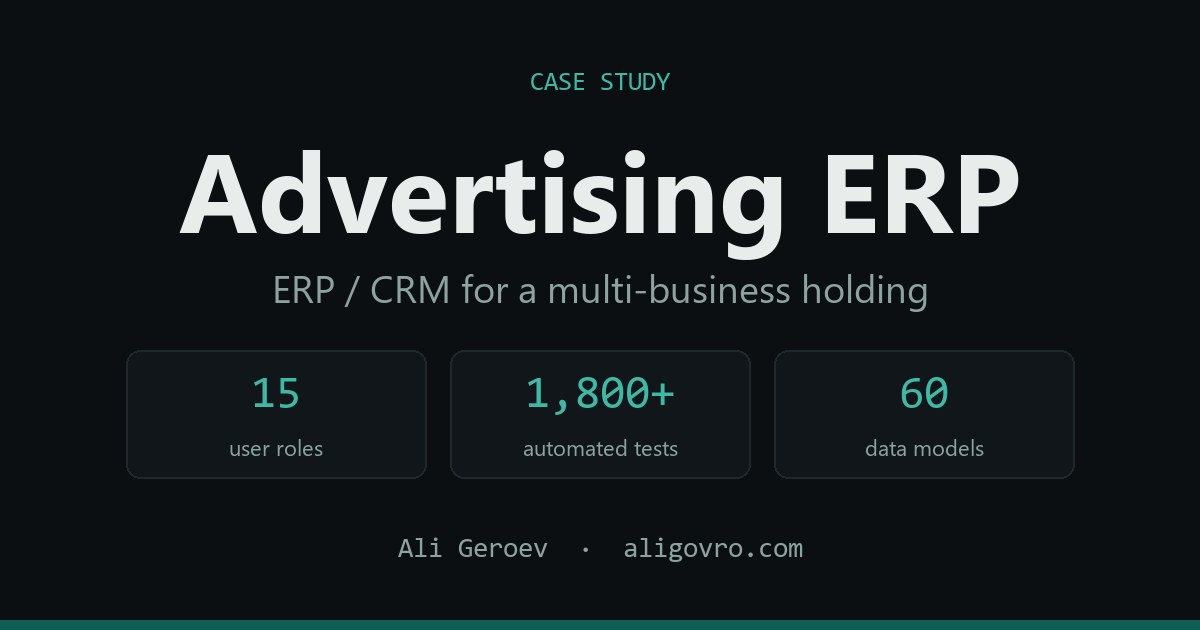 CASE STUDY
Advertising ERP
ERP / CRM for a multi-business holding
15
user roles
1,800+
automated tests
60
data models
Ali Geroev · aligovro.com